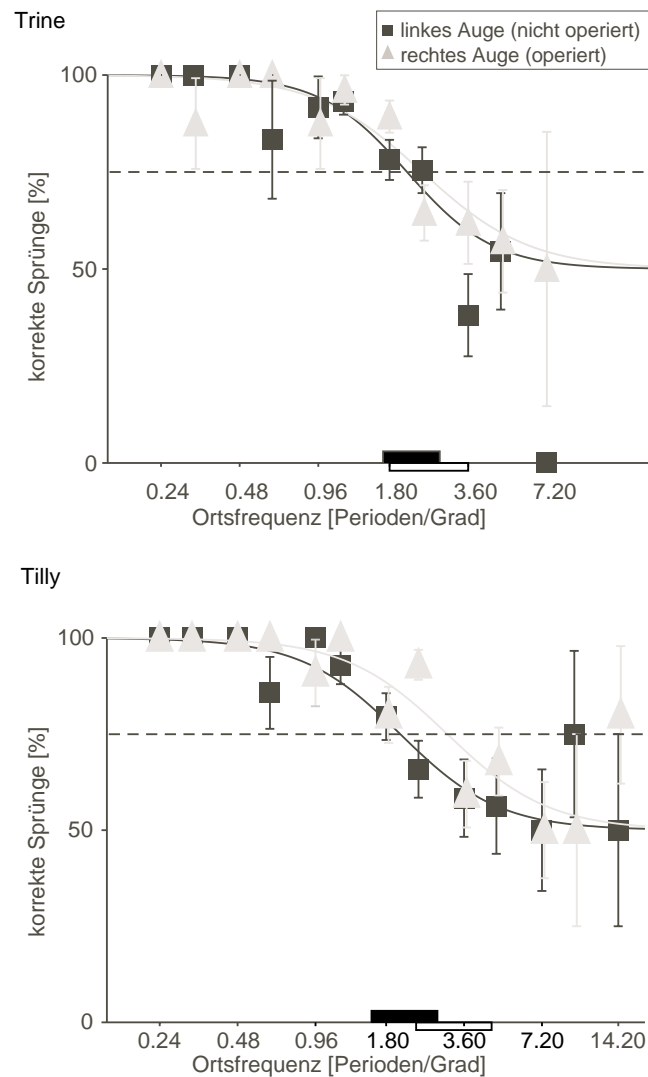 Trine
linkes Auge (nicht operiert)
rechtes Auge (operiert)
korrekte Sprünge [%]
100
50
0
0.24 0.48 0.96 1.80 3.60 7.20
Ortsfrequenz [Perioden/Grad]
Tilly
korrekte Sprünge [%]
100
50
0
0.24 0.48 0.96 1.80 3.60 7.20 14.20
Ortsfrequenz [Perioden/Grad]